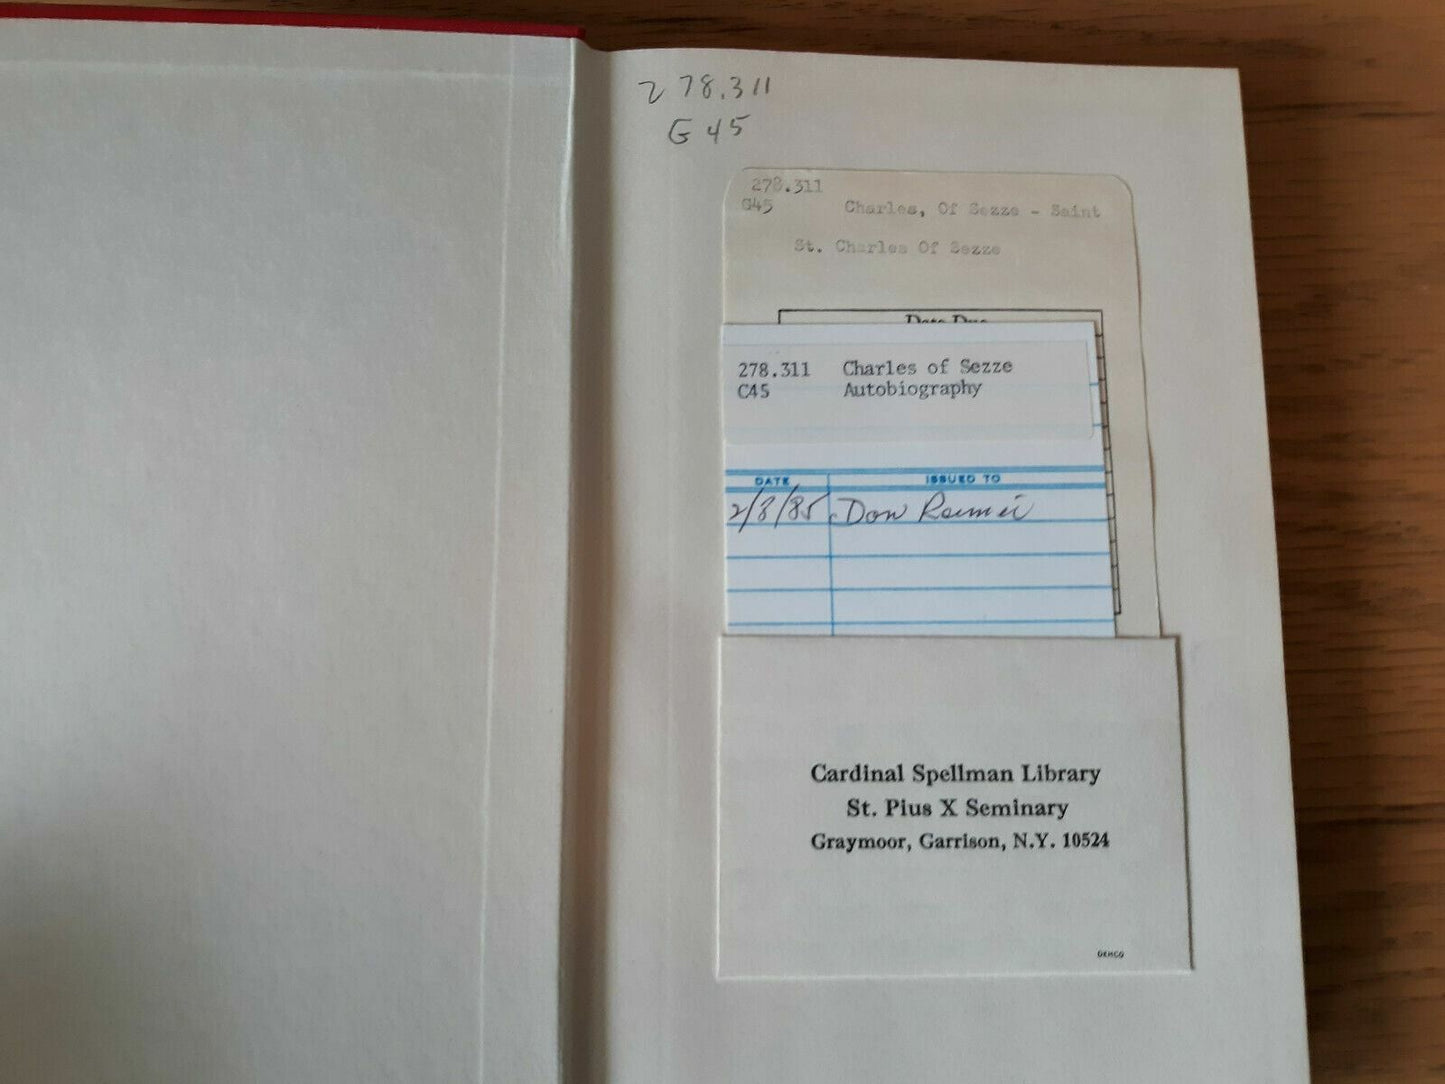 278.311
G45
278.311
G45 Charles, Of Sezze - Saint
St. Charles Of Sezze
Date Due
278.311 Charles of Sezze
C45 Autobiography
DATE ISSUED TO
2/8/85 Don
Cardinal Spellman Library
St. Pius X Seminary
Graymoor, Garrison, N.Y. 10524
DEMCO